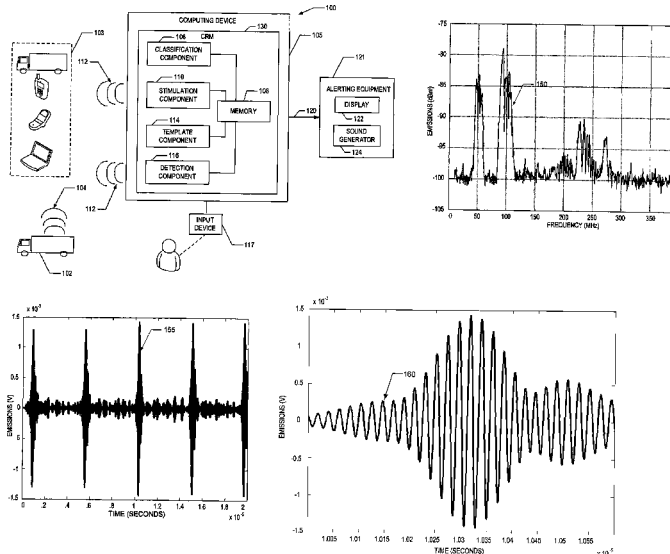 100
COMPUTING DEVICE
103
130
106 CRM
105
CLASSIFICATION
COMPONENT
112
110
STIMULATION
COMPONENT
108
MEMORY
114
TEMPLATE
COMPONENT
116
DETECTION
COMPONENT
112
104
102
INPUT
DEVICE
117
120
121
ALERTING EQUIPMENT
DISPLAY
122
SOUND
GENERATOR
124
EMISSIONS (dBm)
-75
-80
-85
-90
-95
-100
-105
150
0 50 100 150 200 250 300 350
FREQUENCY (MHz)
x 10⁻³
1.5
1
0.5
0
-1
-1.5
EMISSIONS (V)
155
0 .2 .4 .6 .8 1 1.2 1.4 1.6 1.8 2
x 10⁻⁵
TIME (SECONDS)
x 10⁻³
1.5
1
0.5
0
-0.5
-1
-1.5
EMISSIONS (V)
160
1.005 1.01 1.015 1.02 1.025 1.03 1.035 1.04 1.045 1.05 1.055
x 10⁻⁵
TIME (SECONDS)